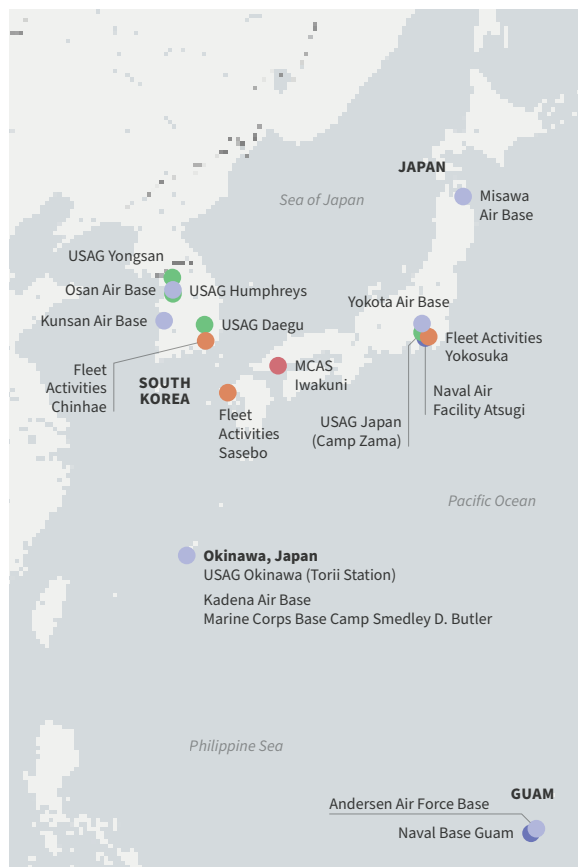 JAPAN
Misawa
Air Base
Sea of Japan
USAG Yongsan
Osan Air Base
USAG Humphreys
Yokota Air Base
Kunsan Air Base
USAG Daegu
Fleet Activities
Yokosuka
Fleet
Activities
Chinhae
SOUTH
KOREA
MCAS
Iwakuni
Naval Air
Facility Atsugi
Fleet
Activities
Sasebo
USAG Japan
(Camp Zama)
Pacific Ocean
Okinawa, Japan
USAG Okinawa (Torii Station)
Kadena Air Base
Marine Corps Base Camp Smedley D. Butler
Philippine Sea
GUAM
Andersen Air Force Base
Naval Base Guam